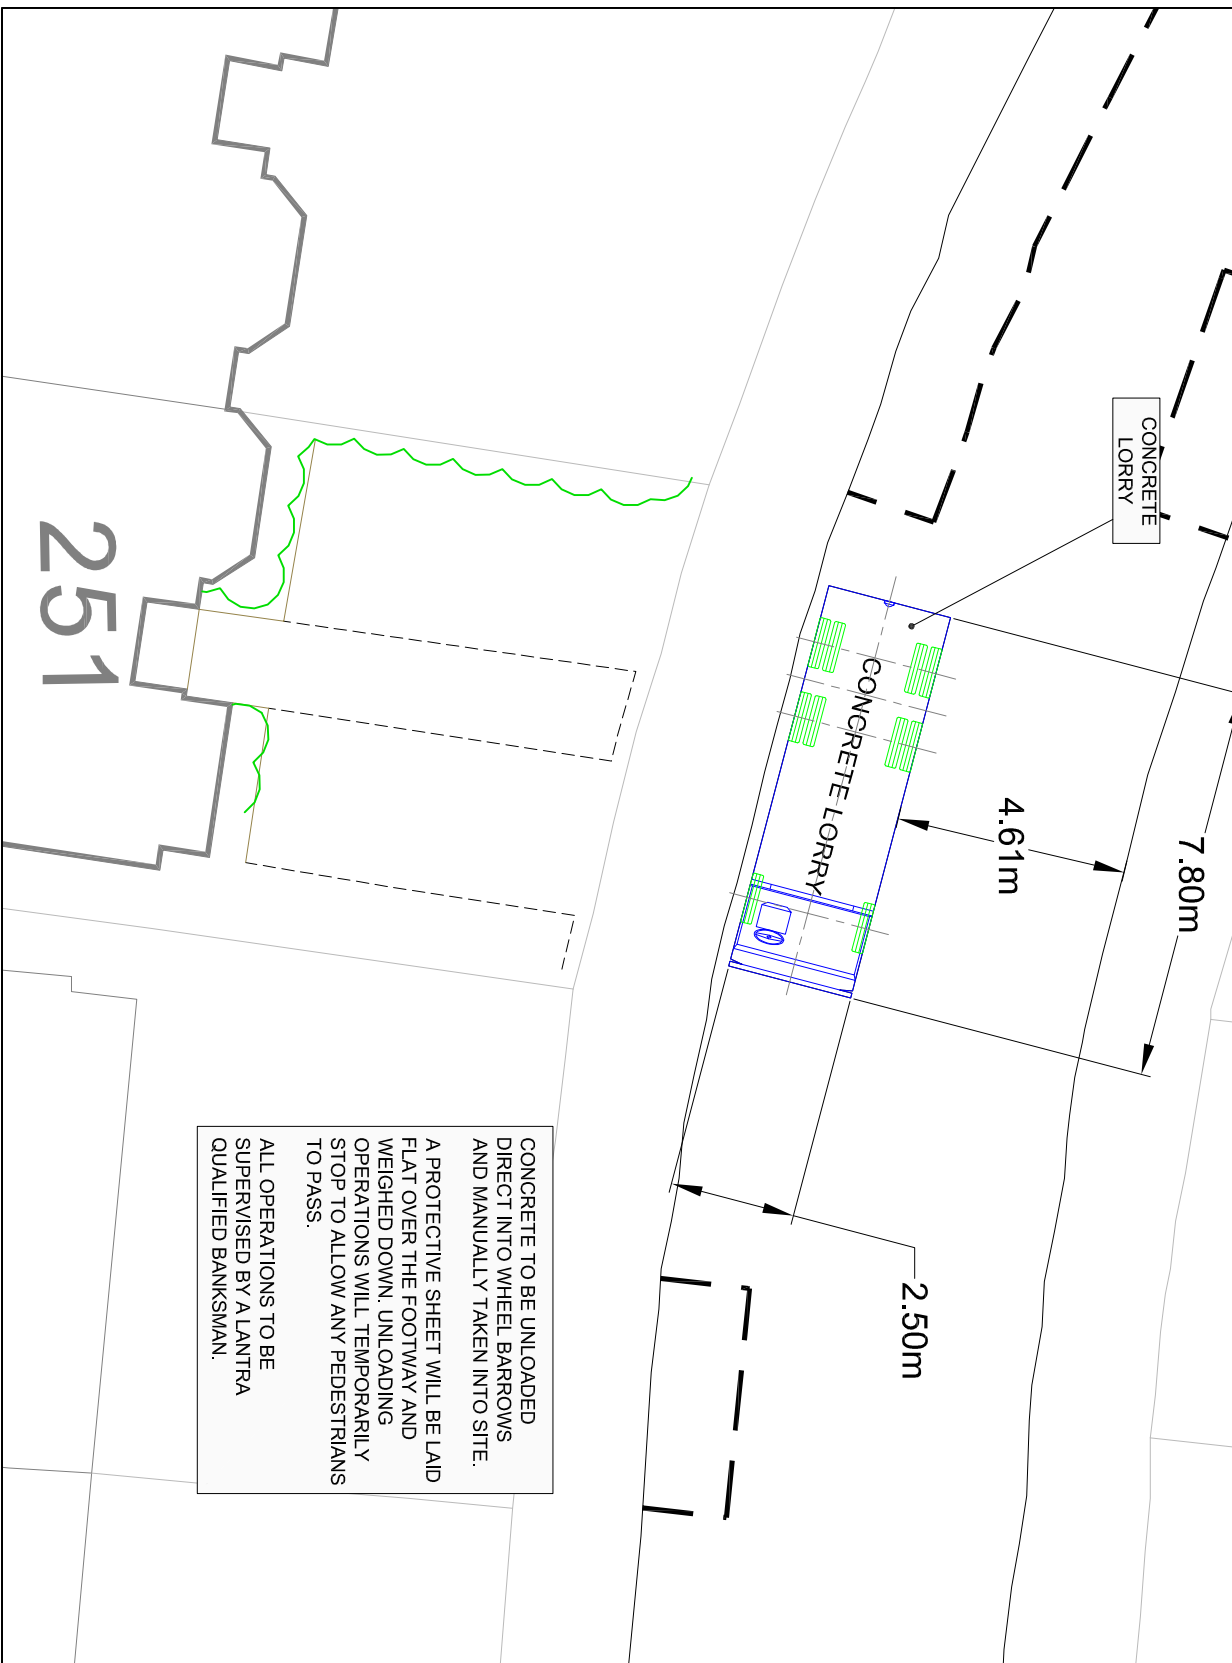 CONCRETE
LORRY
7.80m
4.61m
CONCRETE LORRY
2.50m
251
CONCRETE TO BE UNLOADED
DIRECT INTO WHEEL BARROWS
AND MANUALLY TAKEN INTO SITE.
A PROTECTIVE SHEET WILL BE LAID
FLAT OVER THE FOOTWAY AND
WEIGHED DOWN. UNLOADING
OPERATIONS WILL TEMPORARILY
STOP TO ALLOW ANY PEDESTRIANS
TO PASS.
ALL OPERATIONS TO BE
SUPERVISED BY A LANTRA
QUALIFIED BANKSMAN.